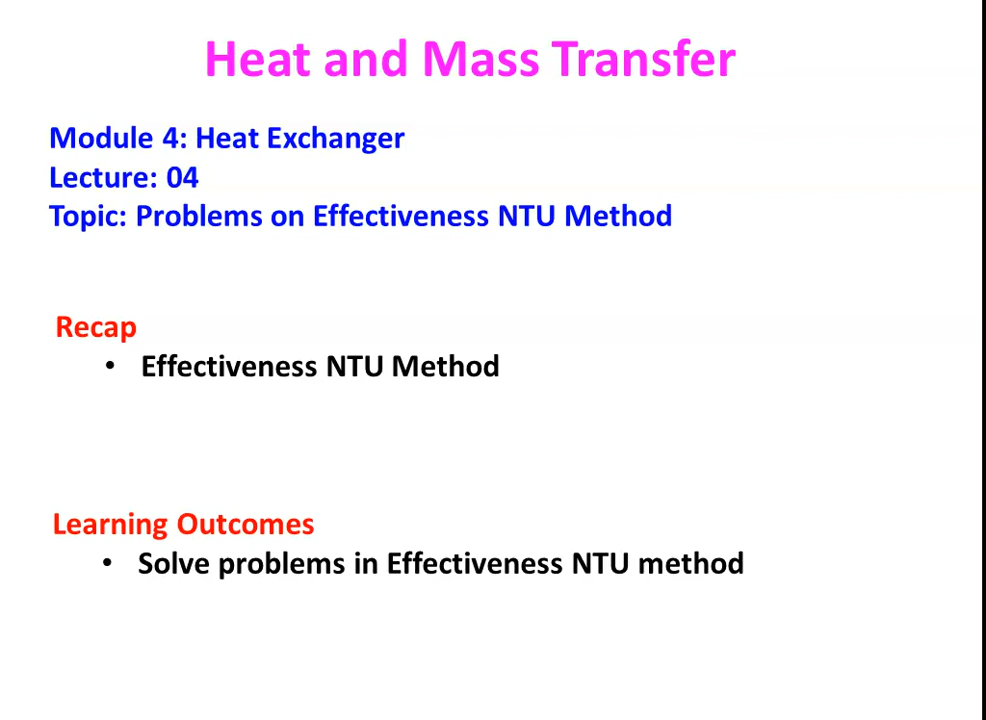 Heat and Mass Transfer
Module 4: Heat Exchanger
Lecture: 04
Topic: Problems on Effectiveness NTU Method
Recap
• Effectiveness NTU Method
Learning Outcomes
• Solve problems in Effectiveness NTU method